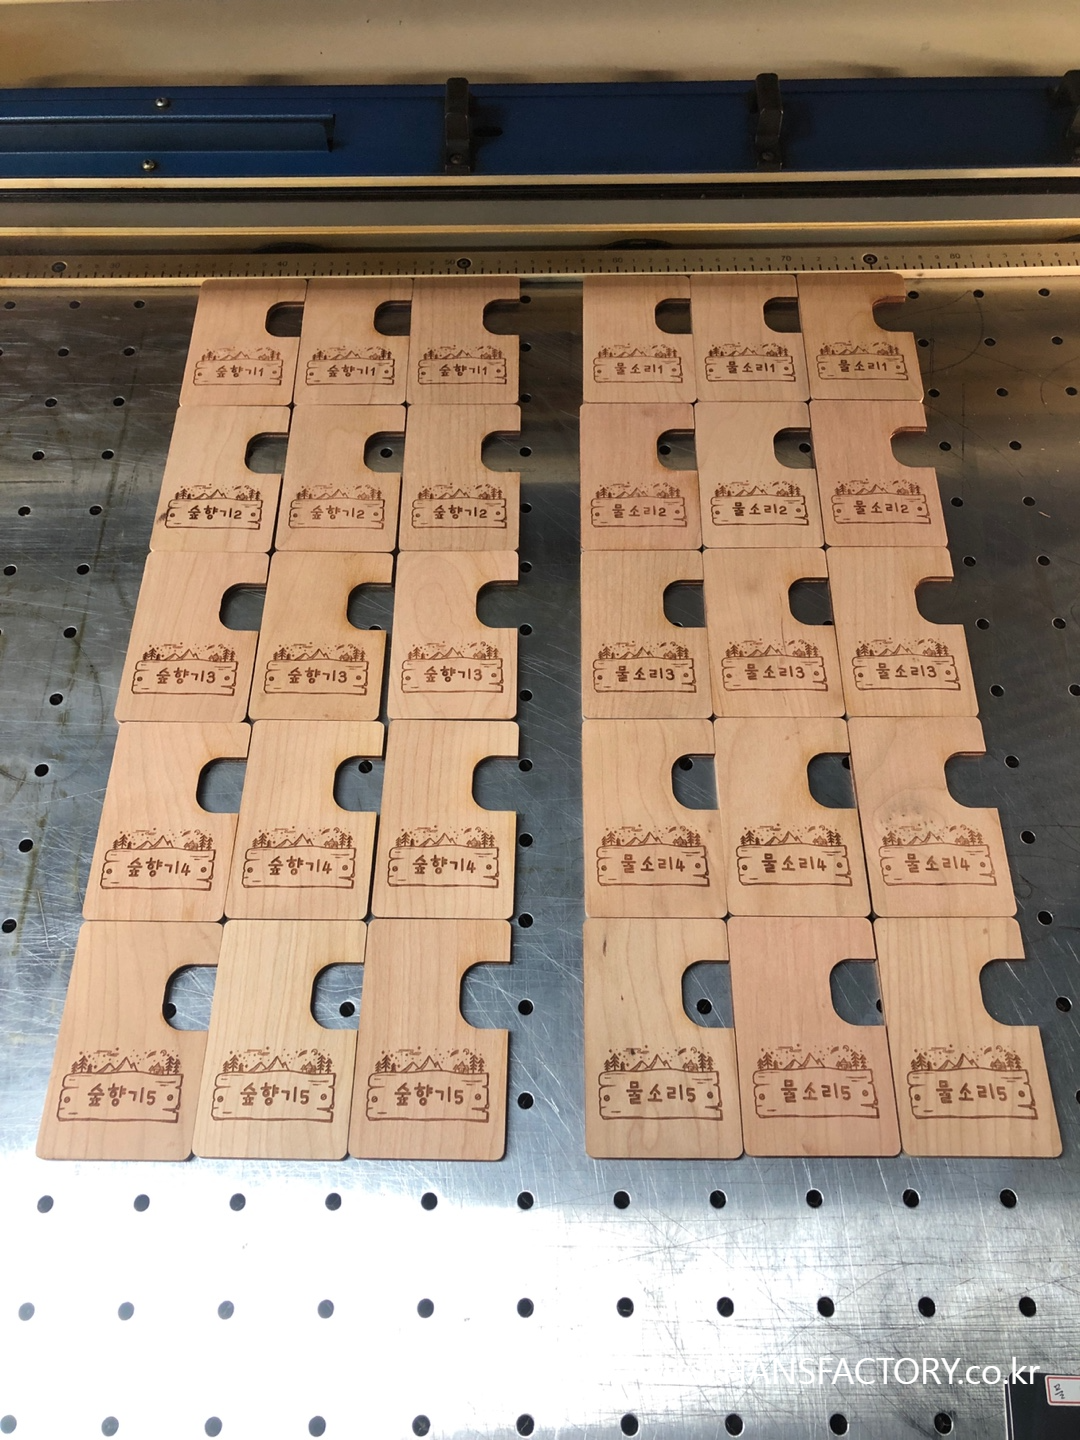 40 50 60 70 80
숲향기1 숲향기1 숲향기1 물소리1 물소리1 물소리1
숲향기2 숲향기2 숲향기2 물소리2 물소리2 물소리2
숲향기3 숲향기3 숲향기3 물소리3 물소리3 물소리3
숲향기4 숲향기4 숲향기4 물소리4 물소리4 물소리4
숲향기5 숲향기5 숲향기5 물소리5 물소리5 물소리5
ANSFACTORY.co.kr
물